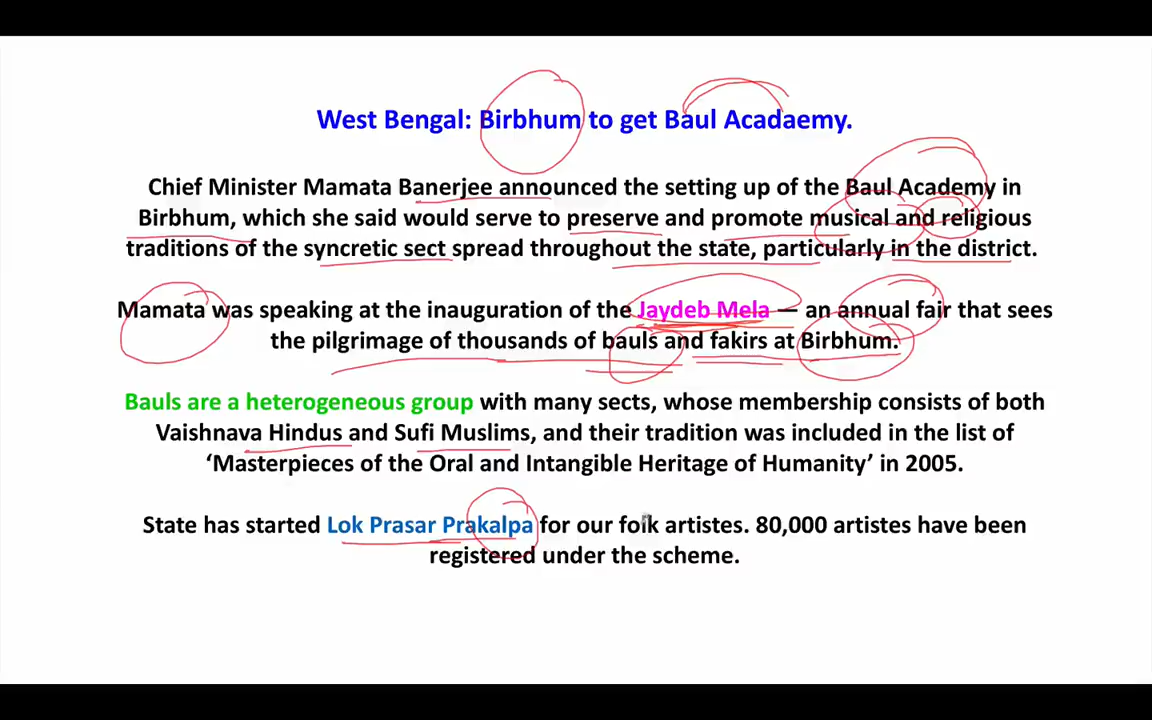 West Bengal: Birbhum to get Baul Acadaemy.
Chief Minister Mamata Banerjee announced the setting up of the Baul Academy in
Birbhum, which she said would serve to preserve and promote musical and religious
traditions of the syncretic sect spread throughout the state, particularly in the district.
Mamata was speaking at the inauguration of the Jaydeb Mela — an annual fair that sees
the pilgrimage of thousands of bauls and fakirs at Birbhum.
Bauls are a heterogeneous group with many sects, whose membership consists of both
Vaishnava Hindus and Sufi Muslims, and their tradition was included in the list of
‘Masterpieces of the Oral and Intangible Heritage of Humanity’ in 2005.
State has started Lok Prasar Prakalpa for our folk artistes. 80,000 artistes have been
registered under the scheme.